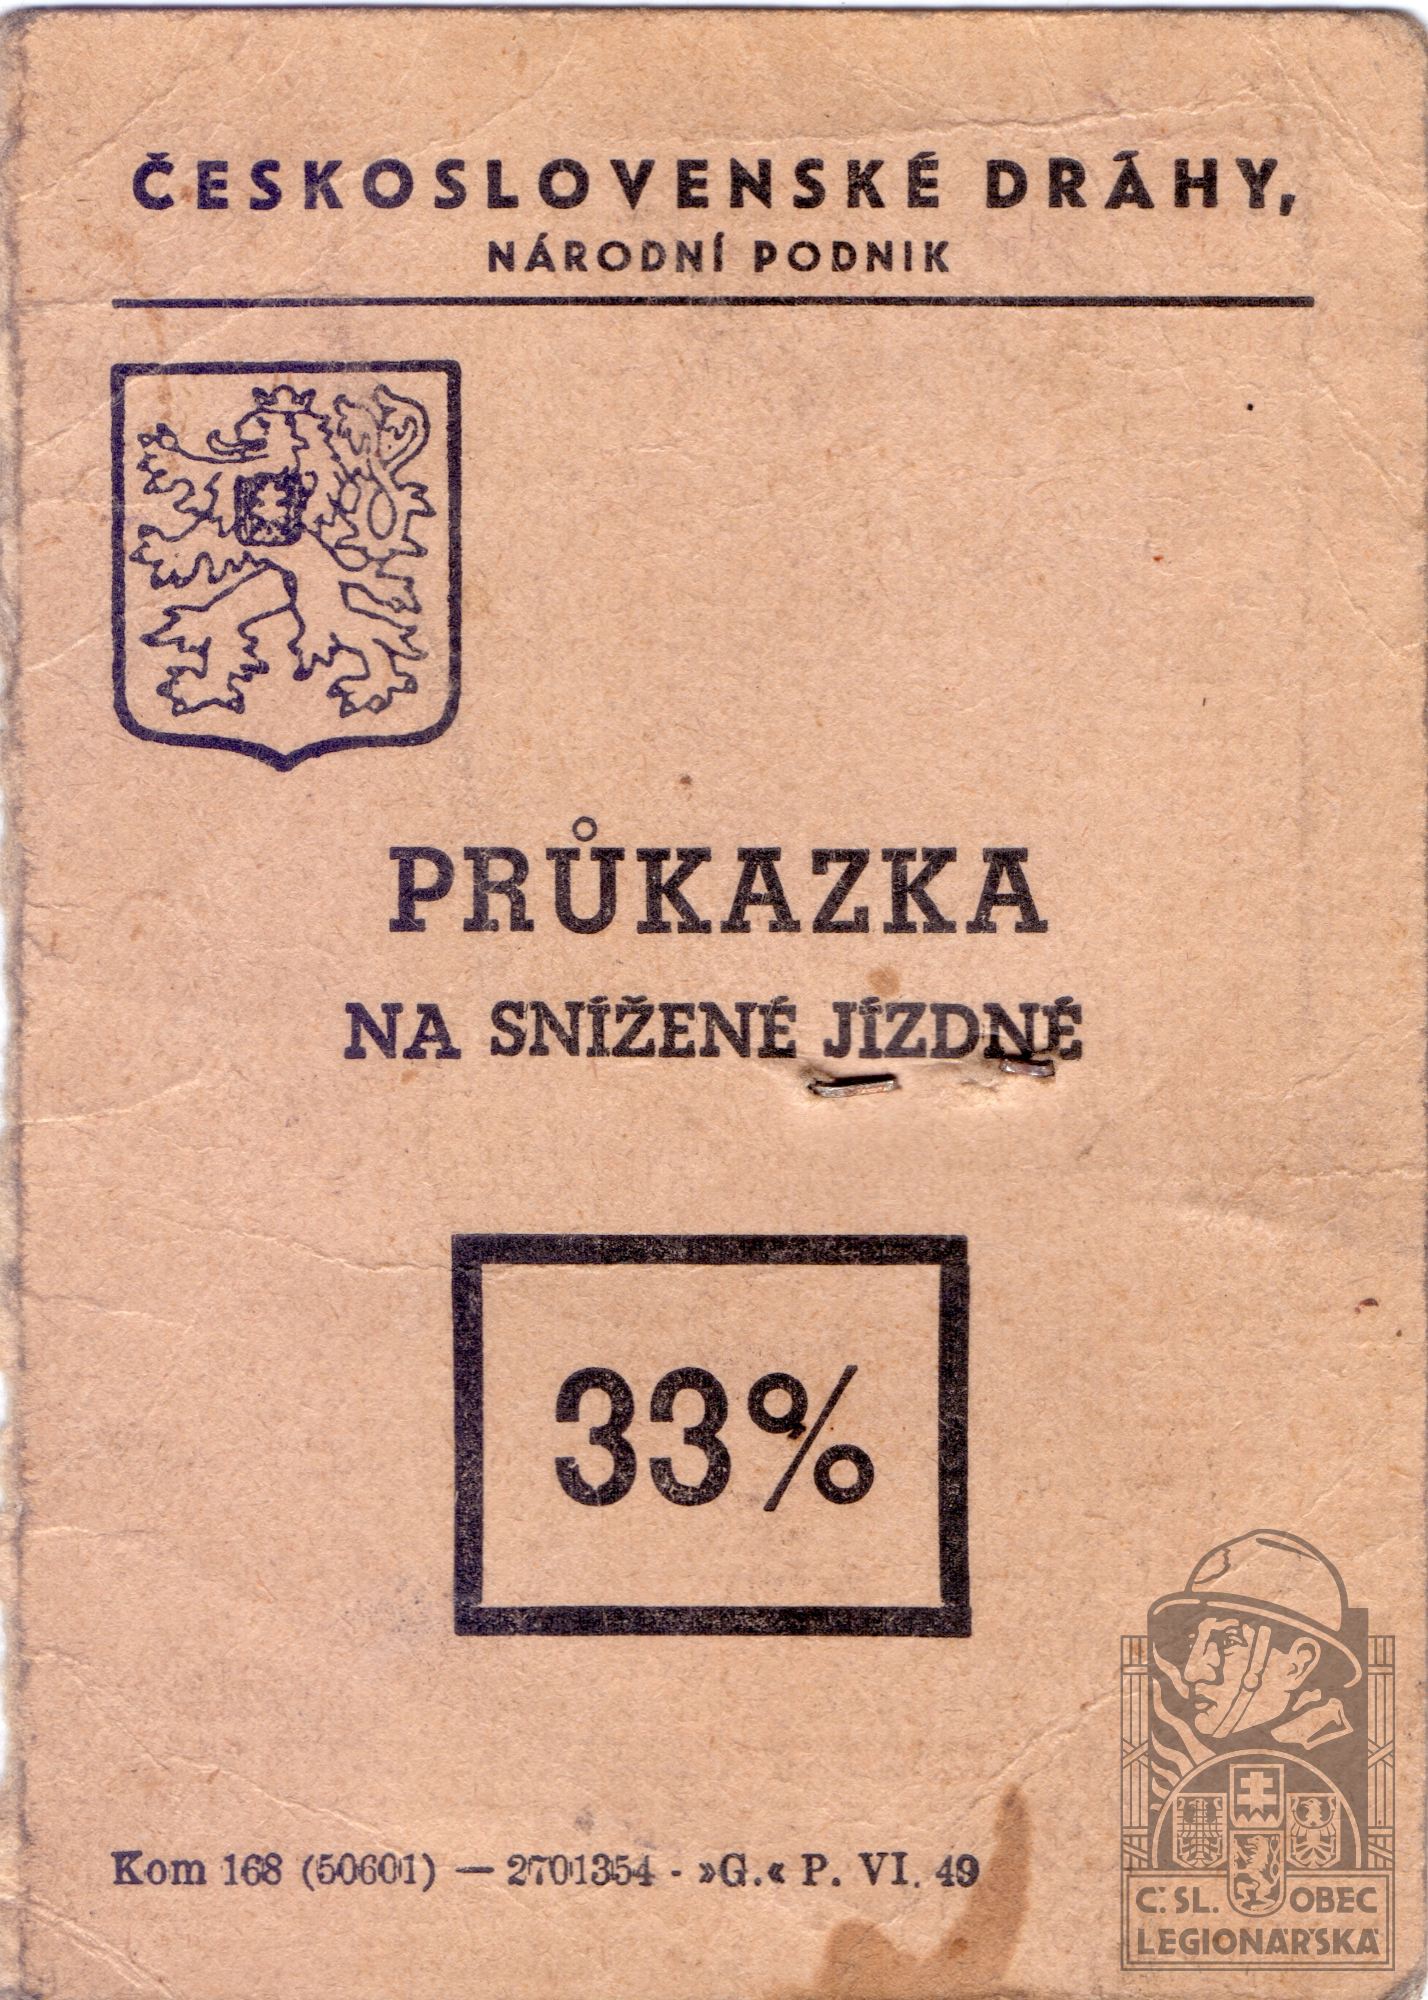 ČESKOSLOVENSKÉ DRÁHY,
NÁRODNÍ PODNIK
PRŮKAZKA
NA SNÍŽENÉ JÍZDNÉ
33%
Kom 168 (50601) — 2701354 - »G.« P. VI. 49
Č. SL. OBEC
LEGIONÁŘSKÁ